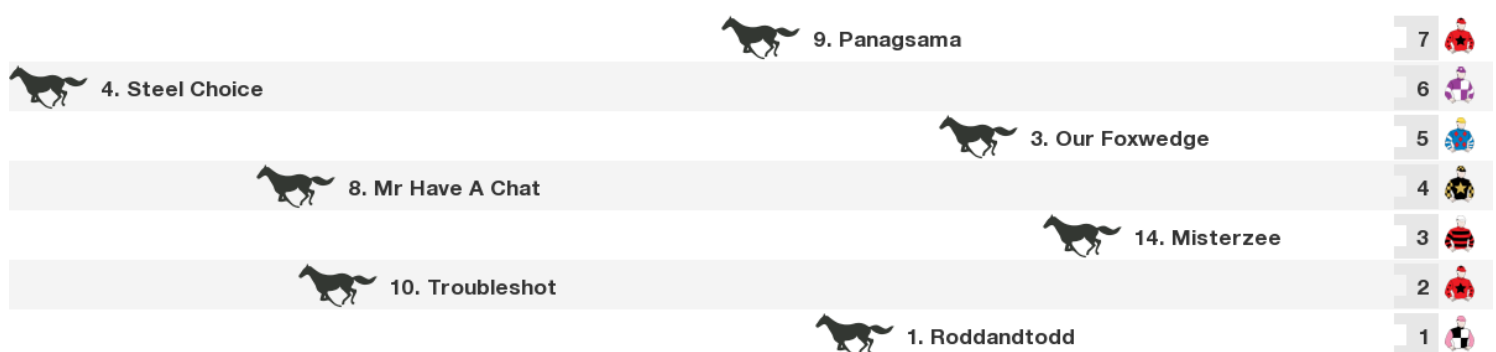 9. Panagsama 7
4. Steel Choice 6
3. Our Foxwedge 5
8. Mr Have A Chat 4
14. Misterzee 3
10. Troubleshot 2
1. Roddandtodd 1